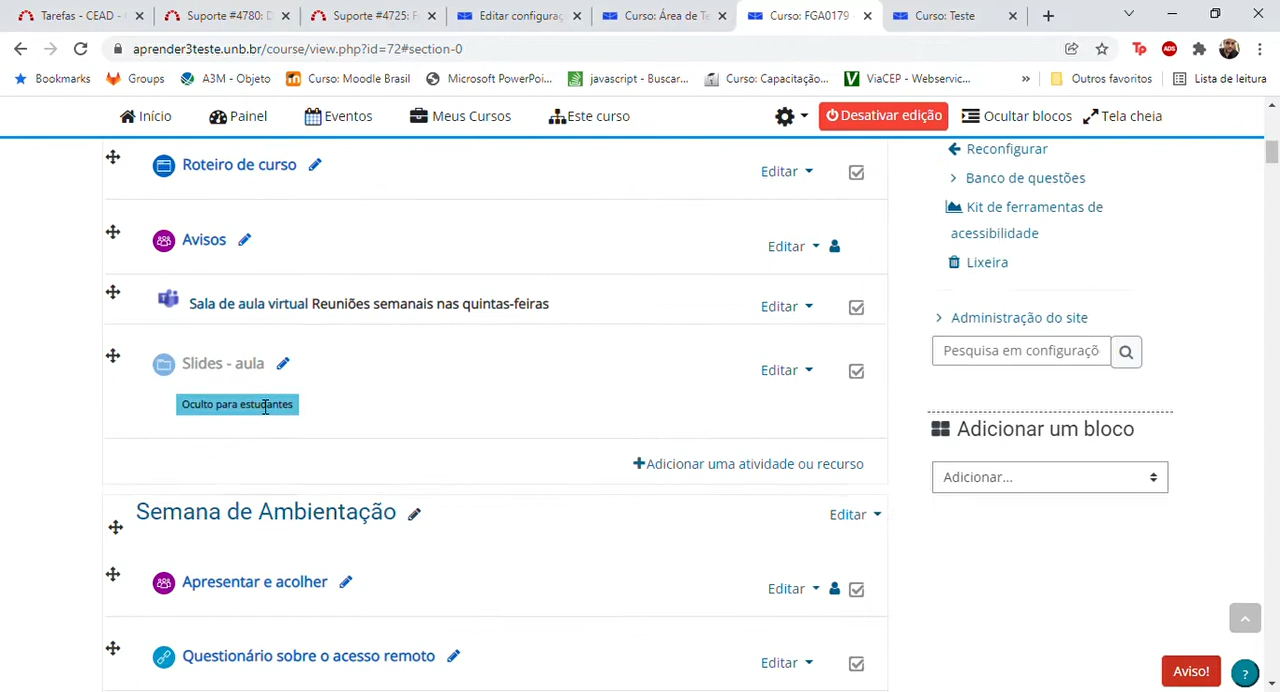 Tarefas - CEAD -
Suporte #4780: D
Suporte #4725: F
Editar configuraç
Curso: Área de Te
Curso: FGA0179
Curso: Teste
aprender3teste.unb.br/course/view.php?id=72#section-0
Bookmarks
Groups
A3M - Objeto
Curso: Moodle Brasil
Microsoft PowerPoi...
javascript - Buscar...
Curso: Capacitação...
ViaCEP - Webservic...
»
Outros favoritos
Lista de leitura
Início
Painel
Eventos
Meus Cursos
Este curso
Desativar edição
Ocultar blocos
Tela cheia
Roteiro de curso
Editar
Avisos
Editar
Sala de aula virtual Reuniões semanais nas quintas-feiras
Editar
Slides - aula
Editar
Oculto para estudantes
Adicionar uma atividade ou recurso
Semana de Ambientação
Editar
Apresentar e acolher
Editar
Questionário sobre o acesso remoto
Editar
Reconfigurar
Banco de questões
Kit de ferramentas de
acessibilidade
Lixeira
Administração do site
Pesquisa em configuraçõ
Adicionar um bloco
Adicionar...
Aviso!
?